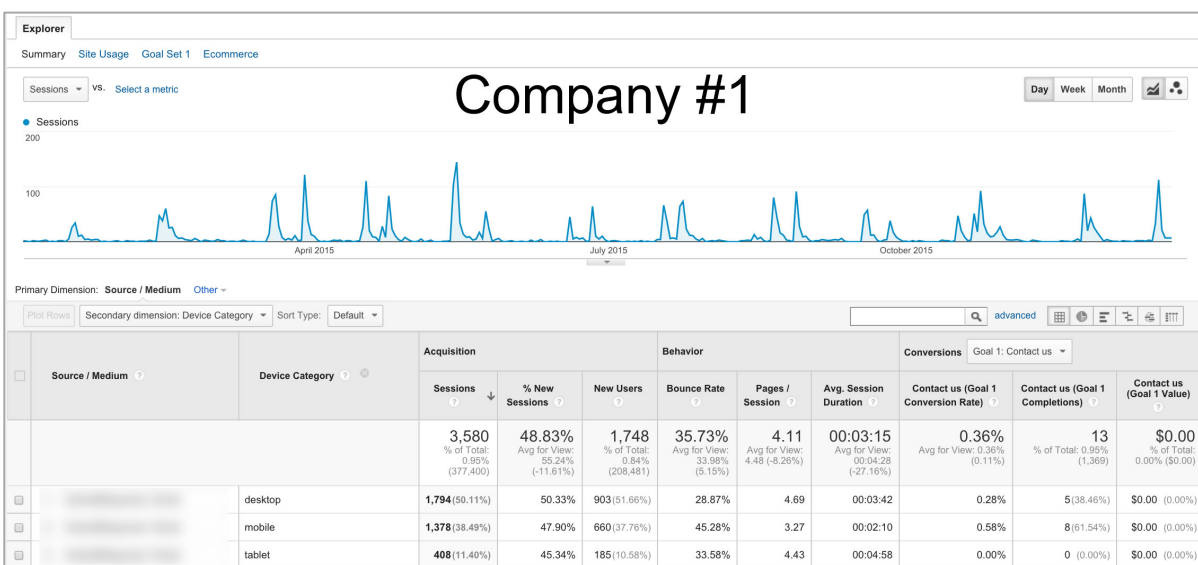 Explorer
Summary Site Usage Goal Set 1 Ecommerce
Company #1
Sessions VS. Select a metric
Day Week Month
Sessions
200
100
April 2015 July 2015 October 2015
Primary Dimension: Source / Medium Other
Plot Rows Secondary dimension: Device Category Sort Type: Default
advanced
Acquisition Behavior Conversions Goal 1: Contact us
Source / Medium ? Device Category ?
Sessions ? % New Sessions ? New Users ? Bounce Rate ? Pages / Session ? Avg. Session Duration ? Contact us (Goal 1 Conversion Rate) ? Contact us (Goal 1 Completions) ? Contact us (Goal 1 Value) ?
3,580 48.83% 1,748 35.73% 4.11 00:03:15 0.36% 13 $0.00
% of Total: Avg for View: % of Total: Avg for View: Avg for View: Avg for View: Avg for View: 0.36% % of Total: 0.95% % of Total:
0.95% 55.24% 0.84% 33.98% 4.48 (-8.26%) 00:04:28 (0.11%) (1,369) 0.00% ($0.00)
(377,400) (-11.61%) (208,481) (5.15%) (-27.16%)
desktop 1,794(50.11%) 50.33% 903(51.66%) 28.87% 4.69 00:03:42 0.28% 5(38.46%) $0.00 (0.00%)
mobile 1,378(38.49%) 47.90% 660(37.76%) 45.28% 3.27 00:02:10 0.58% 8(61.54%) $0.00 (0.00%)
tablet 408(11.40%) 45.34% 185(10.58%) 33.58% 4.43 00:04:58 0.00% 0 (0.00%) $0.00 (0.00%)